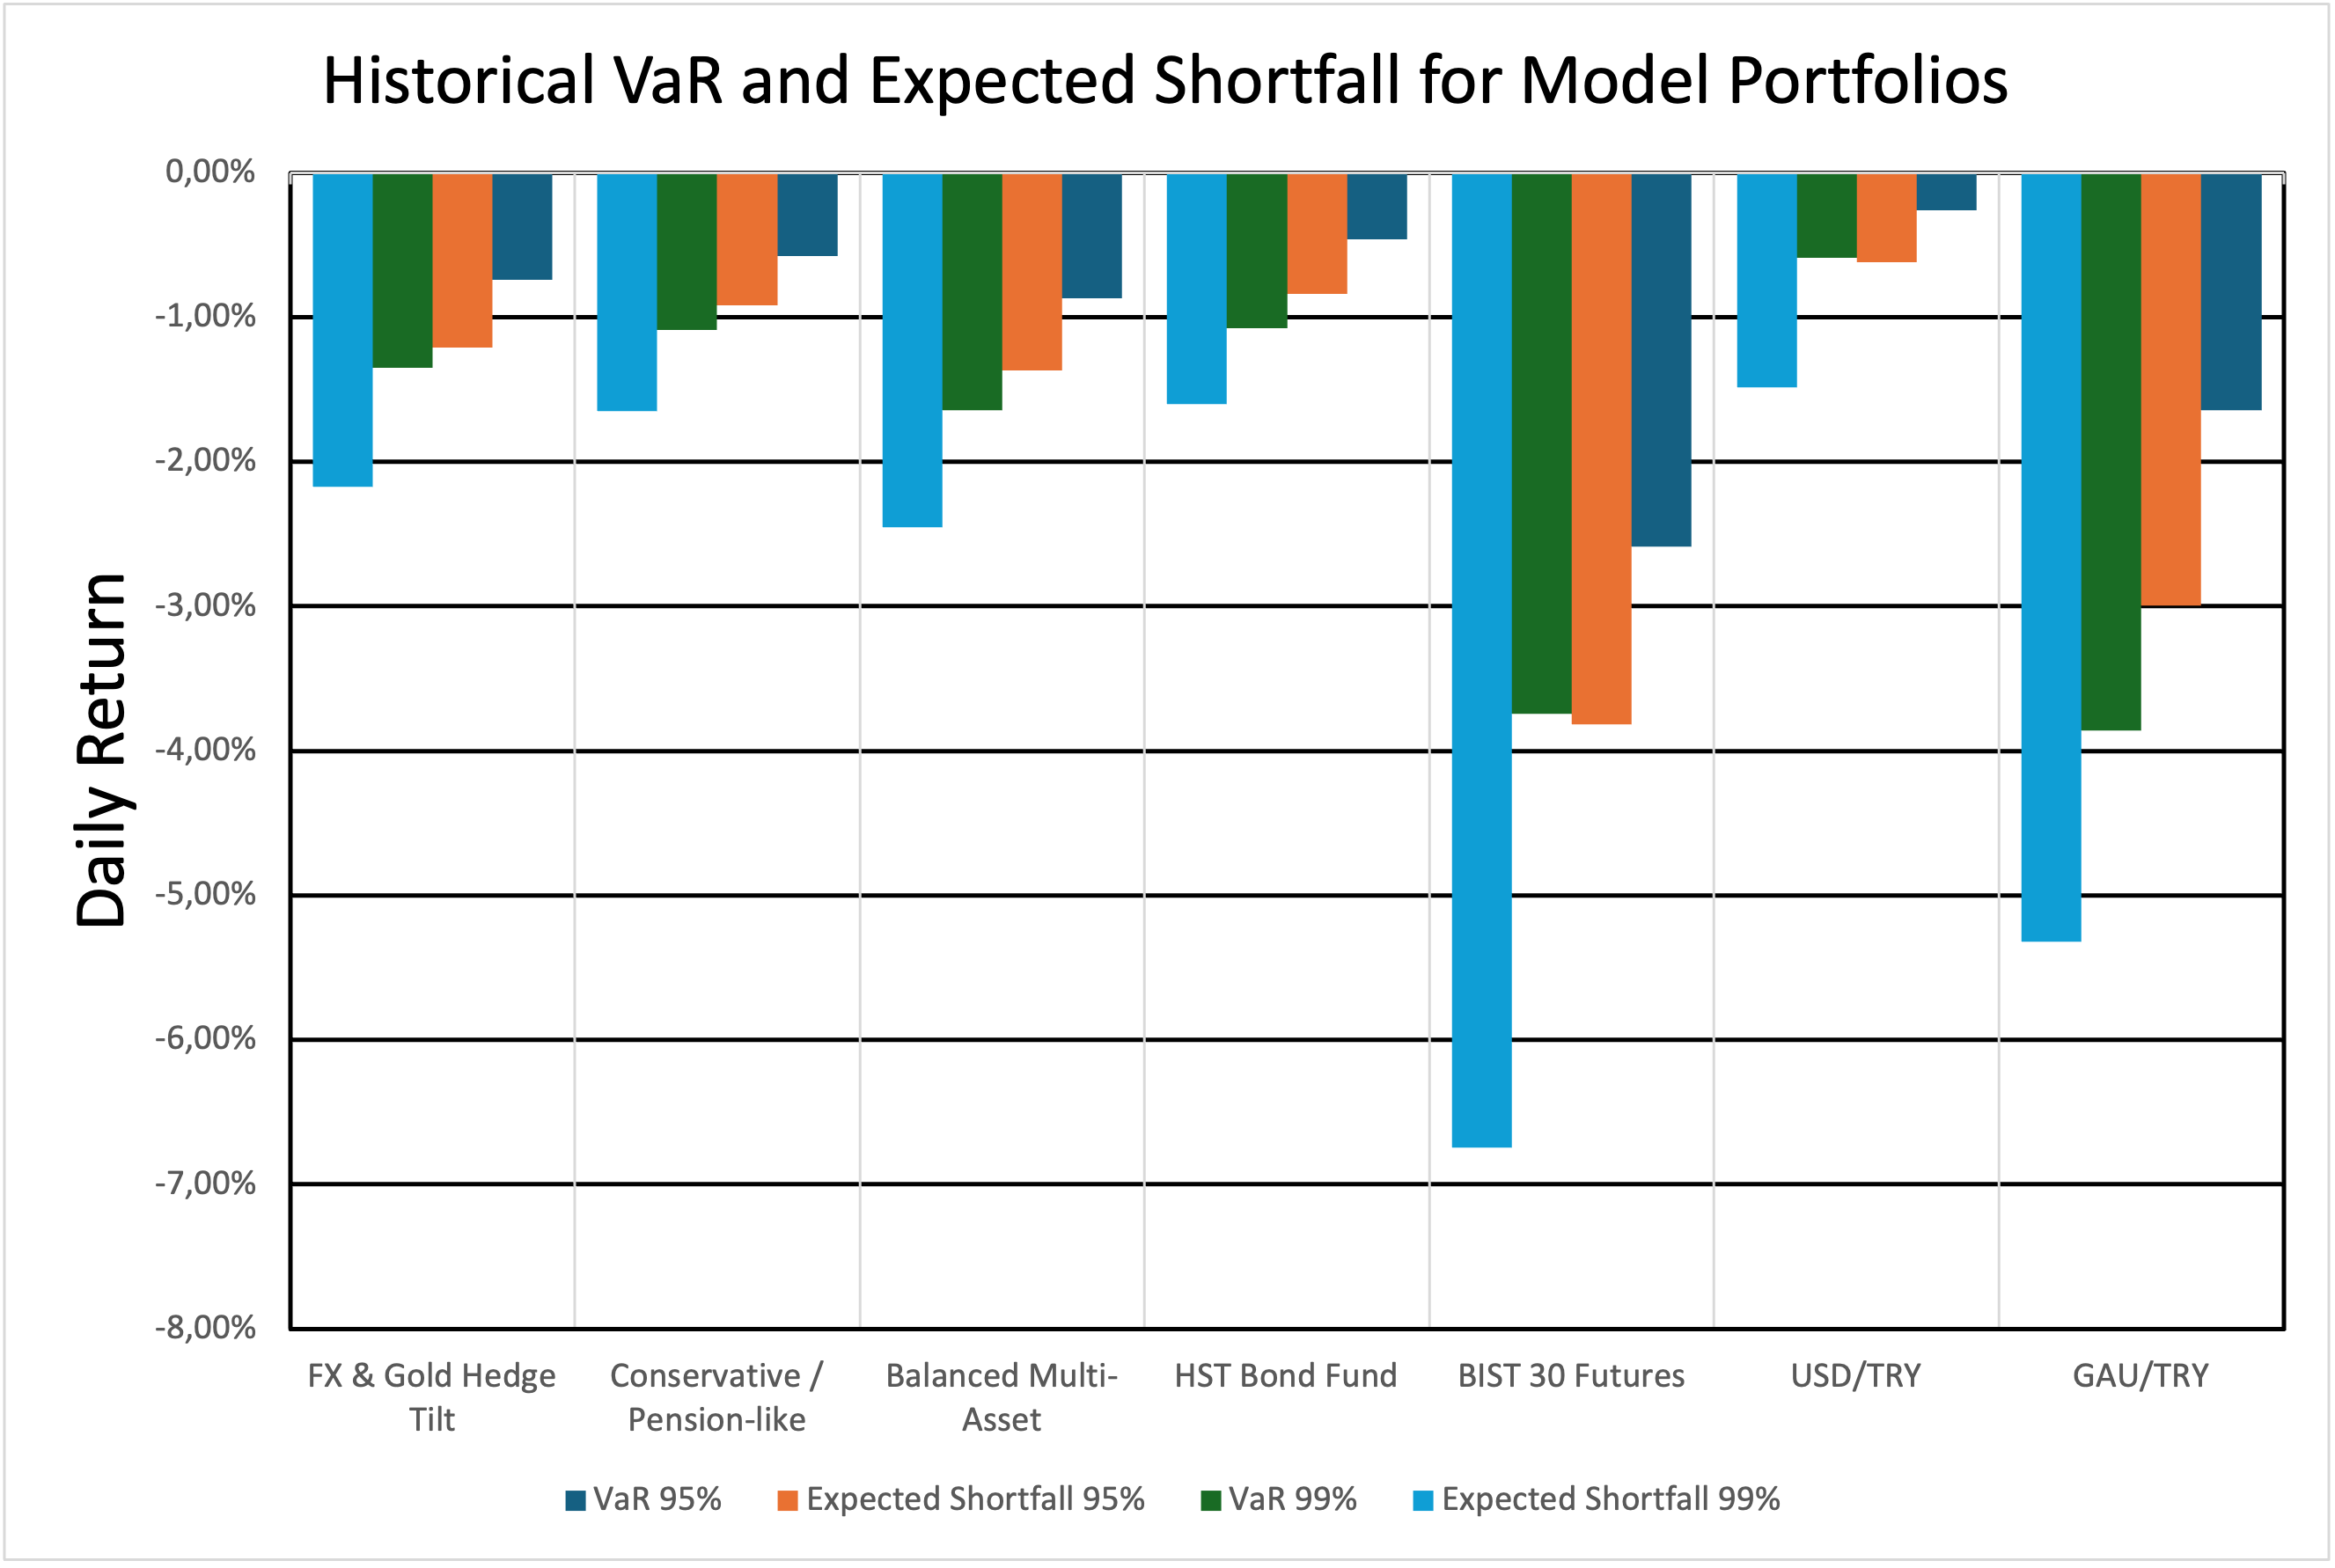 Historical VaR and Expected Shortfall for Model Portfolios
Daily Return
0,00%
-1,00%
-2,00%
-3,00%
-4,00%
-5,00%
-6,00%
-7,00%
-8,00%
FX & Gold Hedge
Tilt
Conservative /
Pension-like
Balanced Multi-
Asset
HST Bond Fund
BIST 30 Futures
USD/TRY
GAU/TRY
VaR 95%
Expected Shortfall 95%
VaR 99%
Expected Shortfall 99%